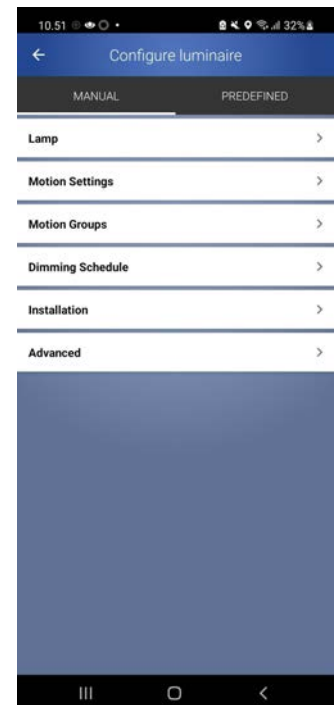 10.51 32%
Configure luminaire
MANUAL PREDEFINED
Lamp
Motion Settings
Motion Groups
Dimming Schedule
Installation
Advanced